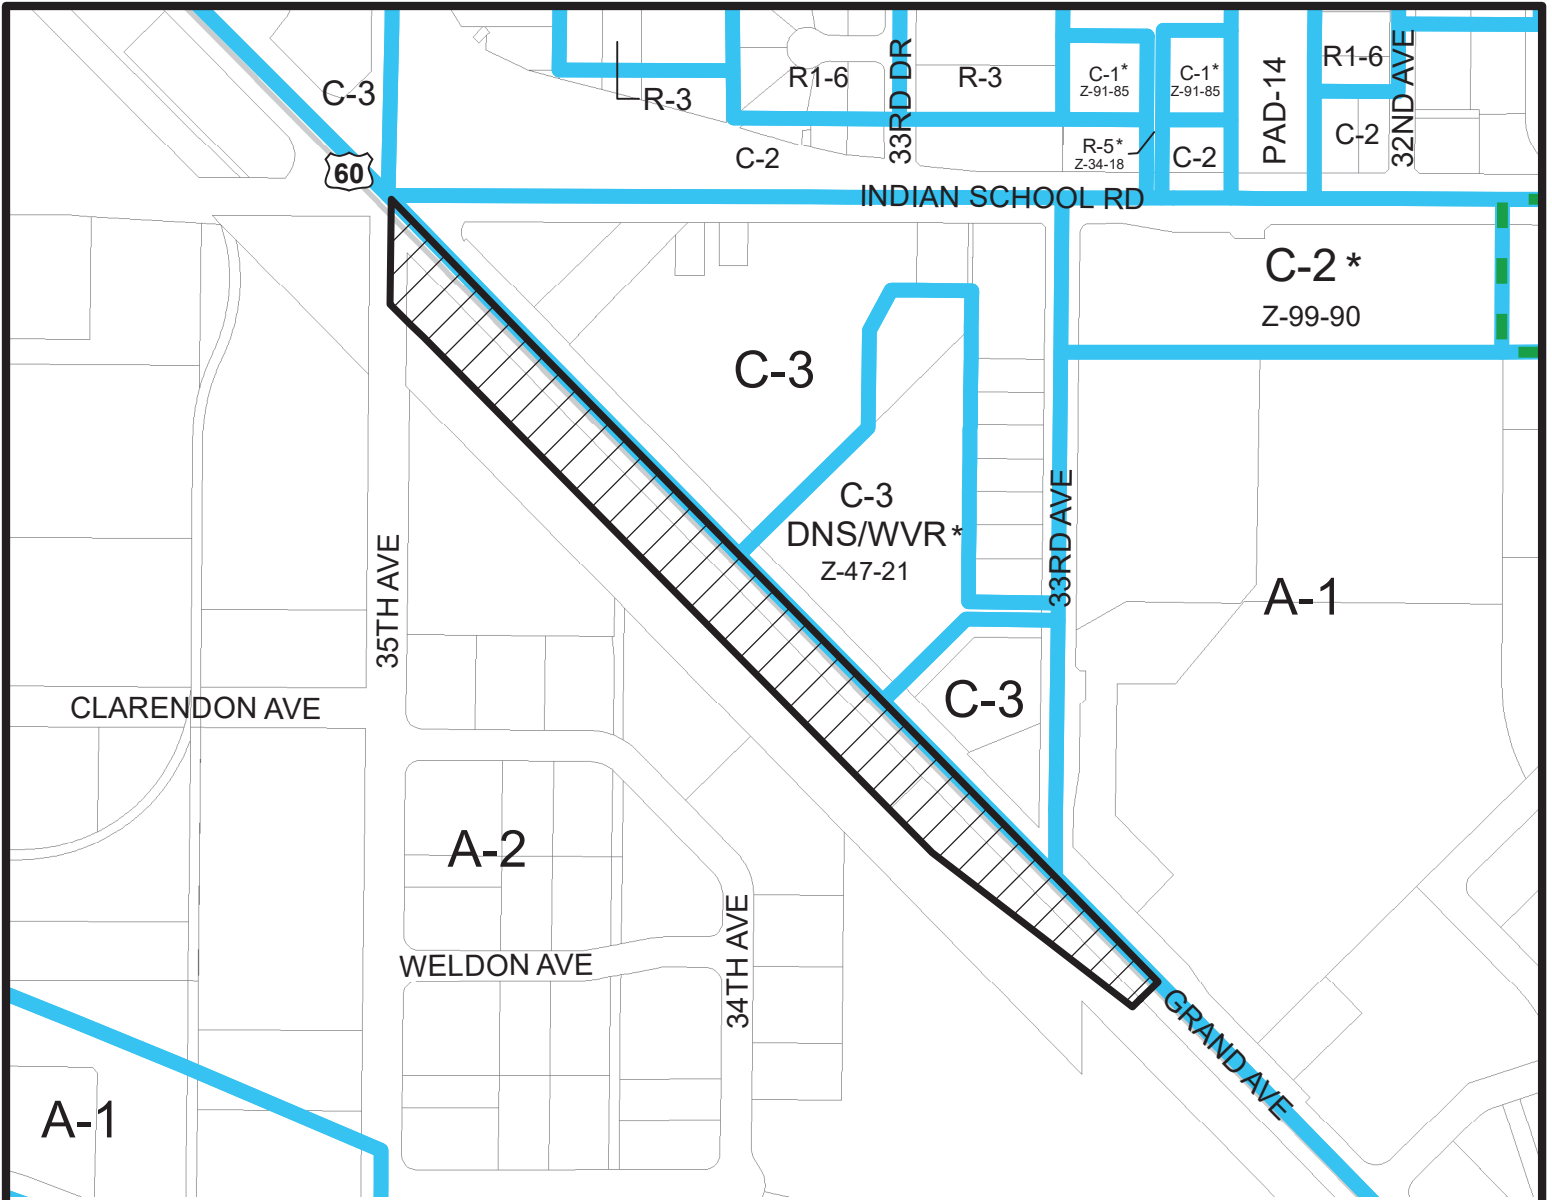 C-3
60
R-3
R1-6
33RD DR
R-3
C-1*
Z-91-85
C-1*
Z-91-85
PAD-14
R1-6
32ND AVE
C-2
C-2
R-5*
Z-34-18
C-2
INDIAN SCHOOL RD
C-2*
Z-99-90
C-3
C-3
DNS/WVR*
Z-47-21
33RD AVE
A-1
35TH AVE
CLARENDON AVE
C-3
A-2
34TH AVE
WELDON AVE
GRAND AVE
A-1